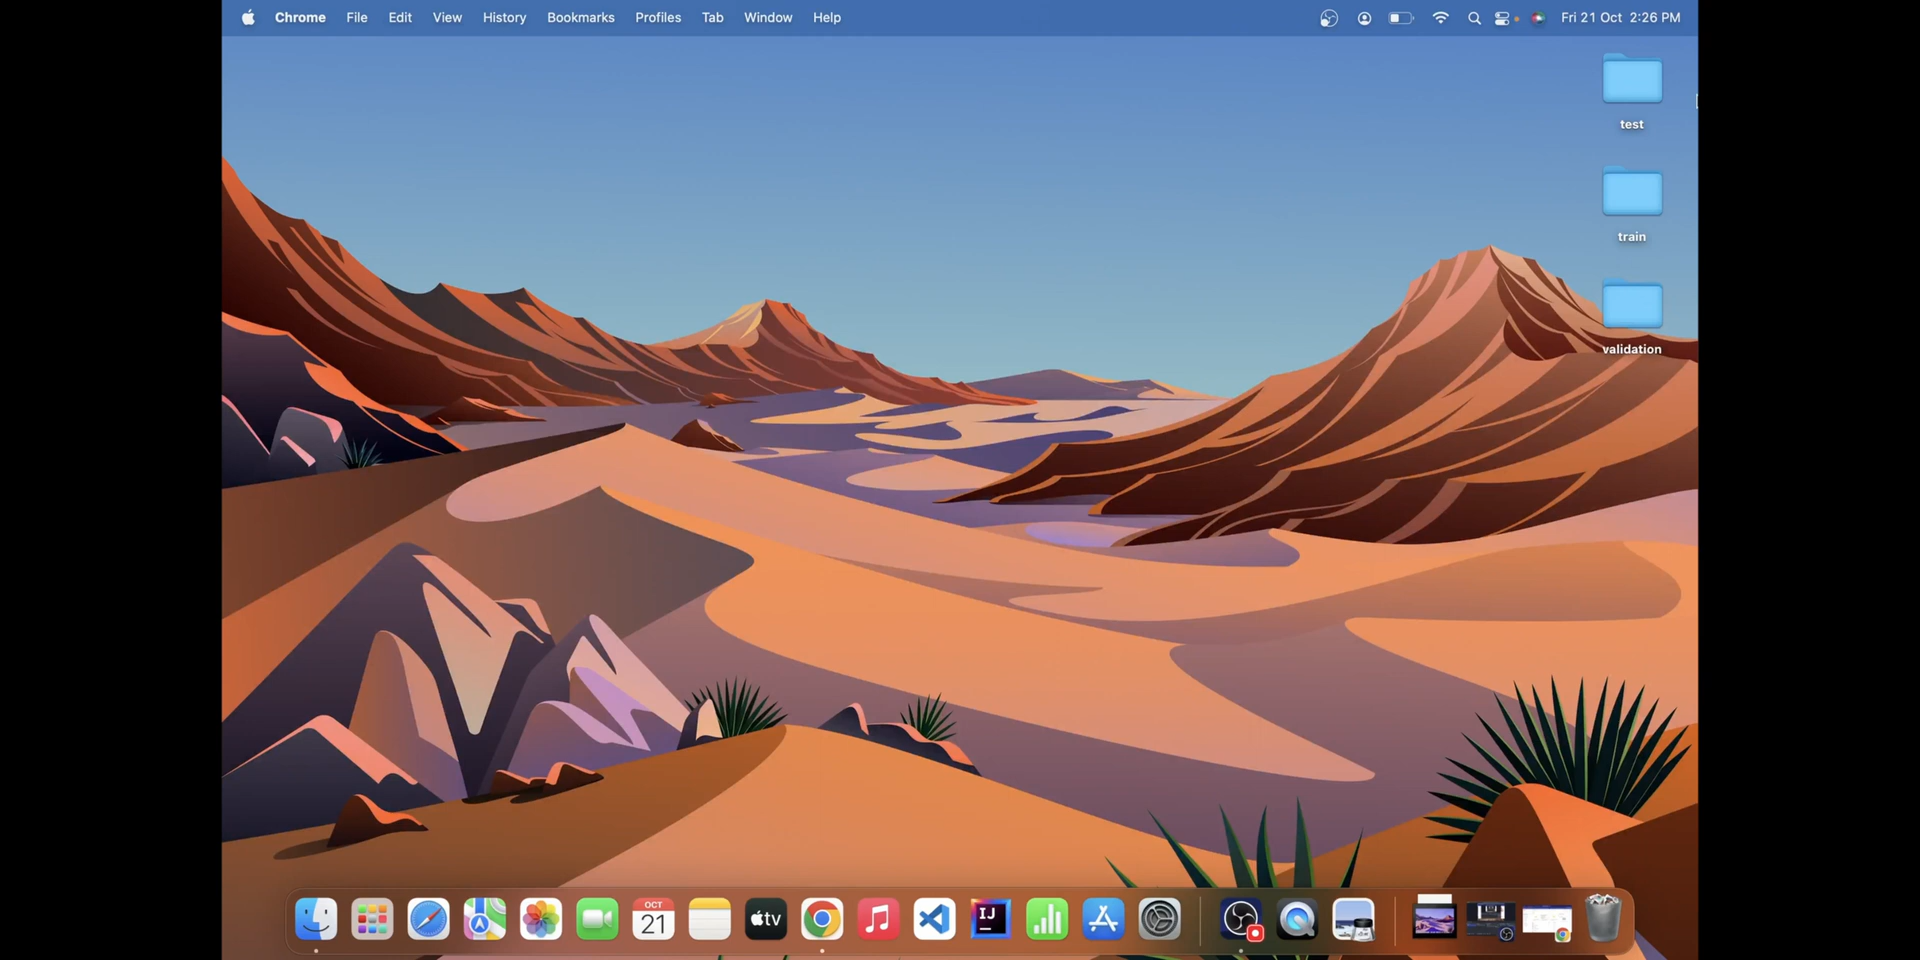 Chrome File Edit View History Bookmarks Profiles Tab Window Help Fri 21 Oct 2:26 PM
test
train
validation
OCT
21
tv
IJ